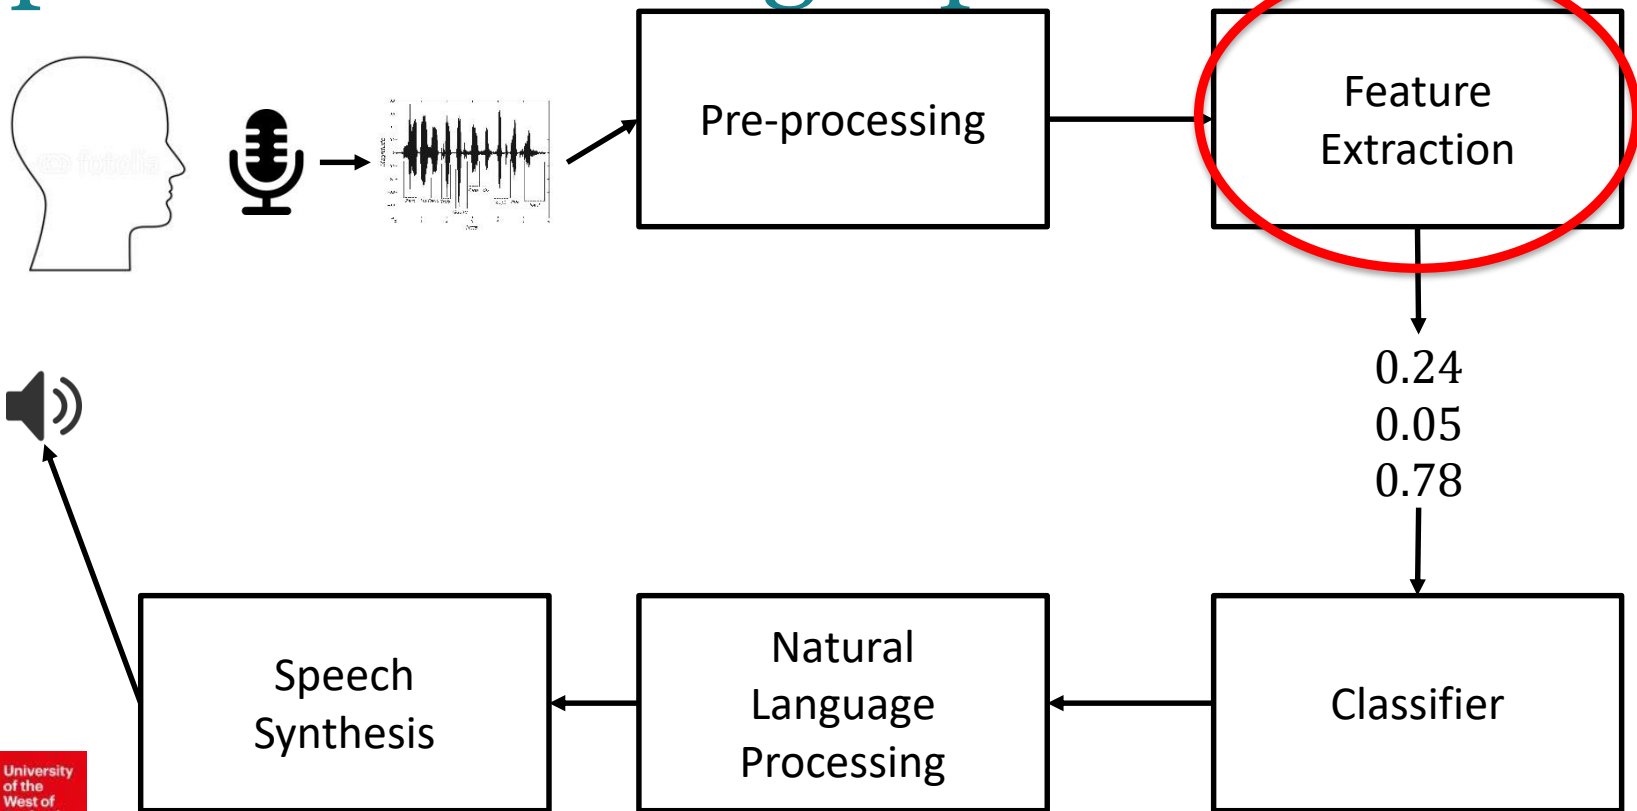 Pre-processing
Feature
Extraction
0.24
0.05
0.78
Speech
Synthesis
Natural
Language
Processing
Classifier
University
of the
West of